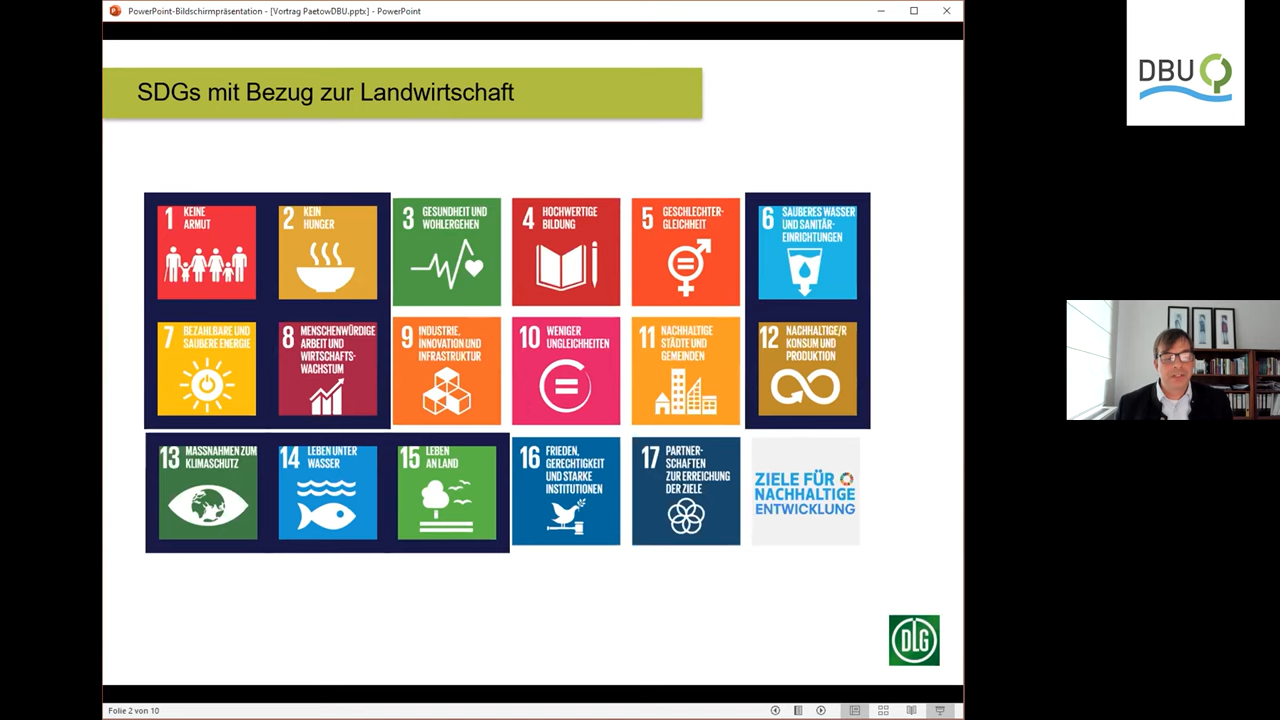 PowerPoint-Bildschirmpräsentation - [Vortrag PaetowDBU.pptx] - PowerPoint
DBU
SDGs mit Bezug zur Landwirtschaft
1 KEINE
ARMUT
2 KEIN
HUNGER
3 GESUNDHEIT UND
WOHLERGEHEN
4 HOCHWERTIGE
BILDUNG
5 GESCHLECHTER-
GLEICHHEIT
6 SAUBERES WASSER
UND SANITÄR-
EINRICHTUNGEN
7 BEZAHLBARE UND
SAUBERE ENERGIE
8 MENSCHENWÜRDIGE
ARBEIT UND
WIRTSCHAFTS-
WACHSTUM
9 INDUSTRIE,
INNOVATION UND
INFRASTRUKTUR
10 WENIGER
UNGLEICHHEITEN
11 NACHHALTIGE
STÄDTE UND
GEMEINDEN
12 NACHHALTIGE/R
KONSUM UND
PRODUKTION
13 MASSNAHMEN ZUM
KLIMASCHUTZ
14 LEBEN UNTER
WASSER
15 LEBEN
AN LAND
16 FRIEDEN,
GERECHTIGKEIT
UND STARKE
INSTITUTIONEN
17 PARTNER-
SCHAFTEN
ZUR ERREICHUNG
DER ZIELE
ZIELE FÜR
NACHHALTIGE
ENTWICKLUNG
DLG
Folie 2 von 10